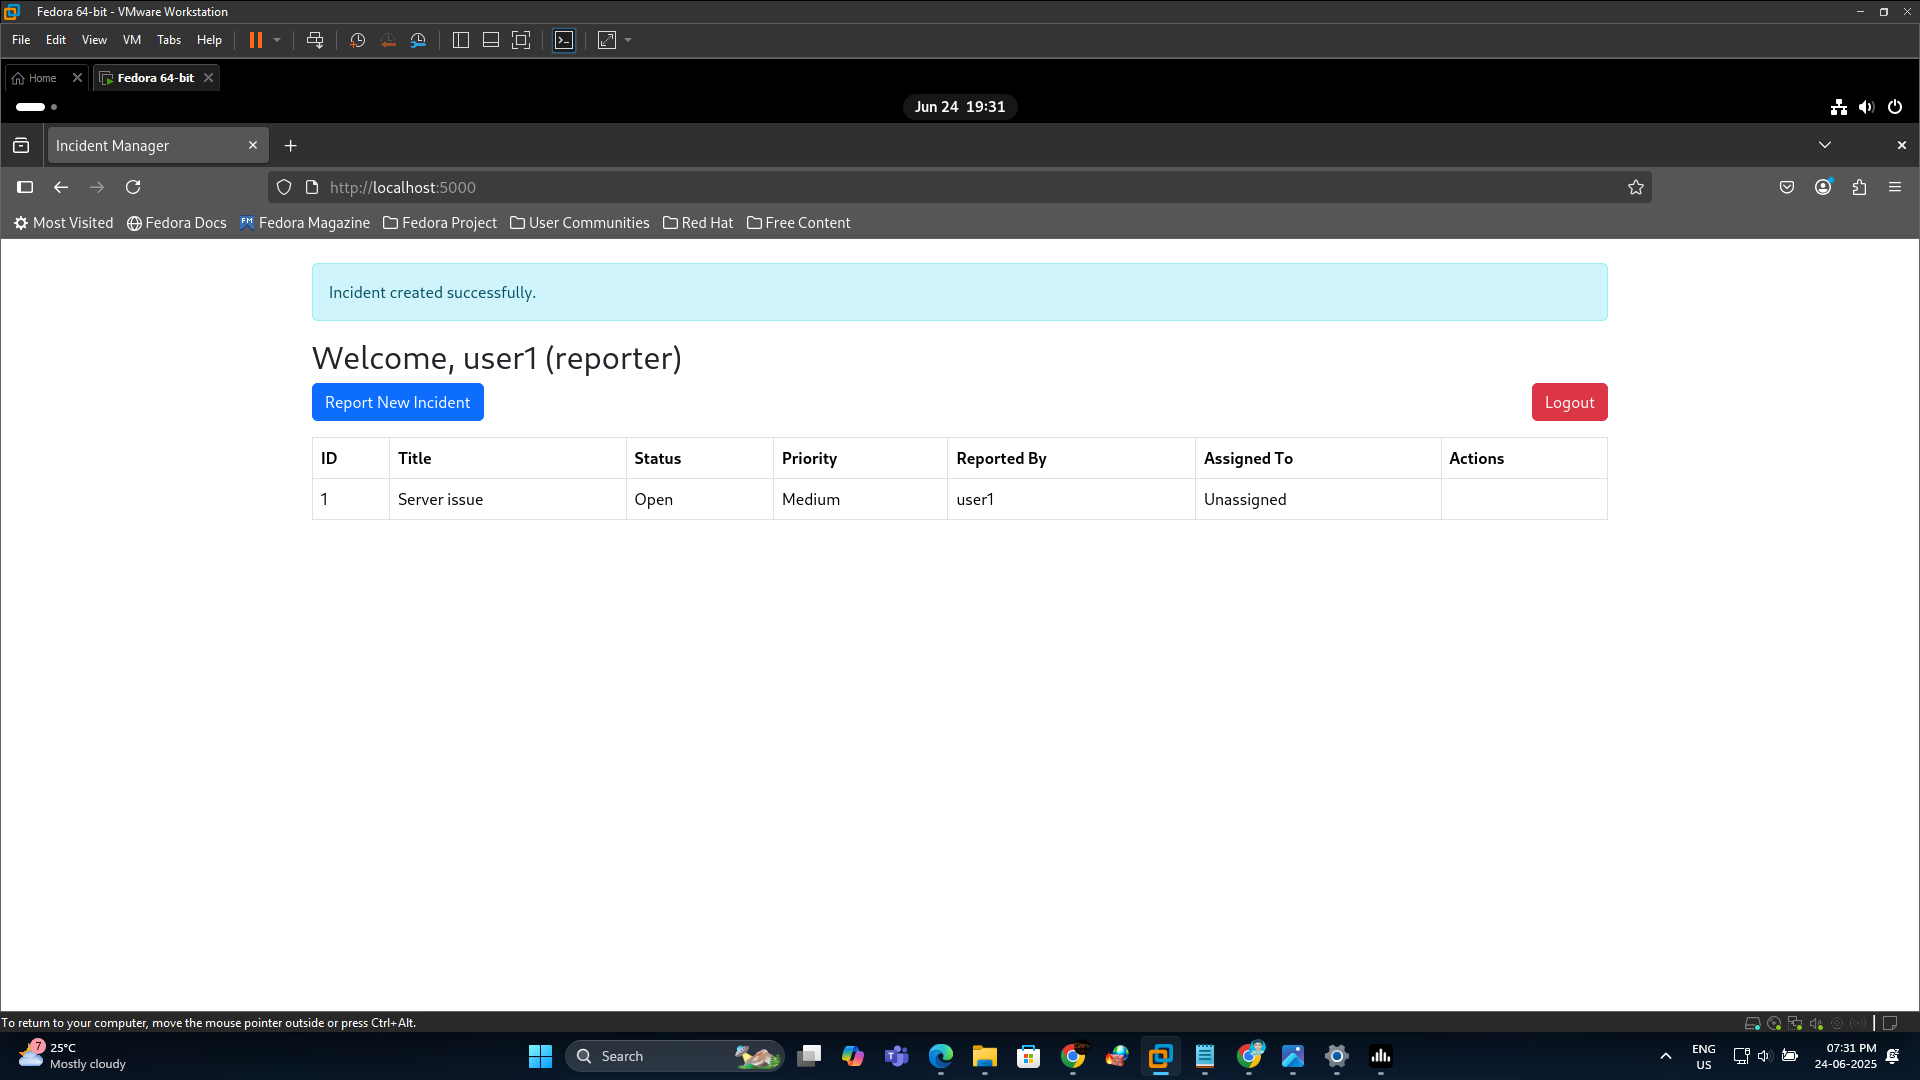 Fedora 64-bit - VMware Workstation
File Edit View VM Tabs Help
Home Fedora 64-bit
Jun 24 19:31
Incident Manager
http://localhost:5000
Most Visited Fedora Docs Fedora Magazine Fedora Project User Communities Red Hat Free Content
Incident created successfully.
Welcome, user1 (reporter)
Report New Incident Logout
ID Title Status Priority Reported By Assigned To Actions
1 Server issue Open Medium user1 Unassigned
To return to your computer, move the mouse pointer outside or press Ctrl+Alt.
7 25°C
Mostly cloudy
Search
ENG
US
07:31 PM
24-06-2025